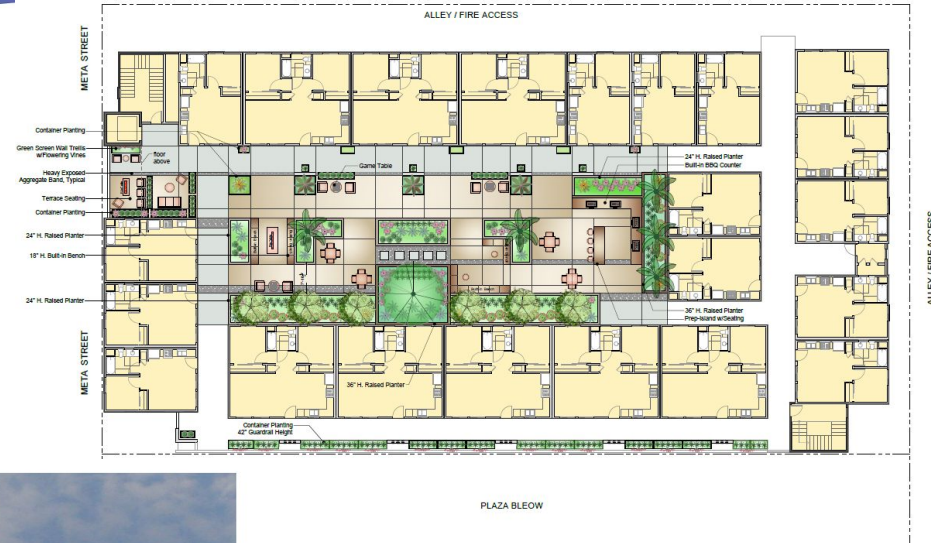 ALLEY / FIRE ACCESS
META STREET
Container Planting
Green Screen Wall Trellis
w/Flowering Vines
floor
above
Heavy Exposed
Aggregate Band, Typical
Terrace Seating
Container Planting
24" H. Raised Planter
18" H. Built-in Bench
24" H. Raised Planter
META STREET
Game Table
24" H. Raised Planter
Built-in BBQ Counter
36" H. Raised Planter
Prep-Island w/Seating
36" H. Raised Planter
Container Planting
42" Guardrail Height
ALLEY / FIRE ACCESS
PLAZA BLEOW